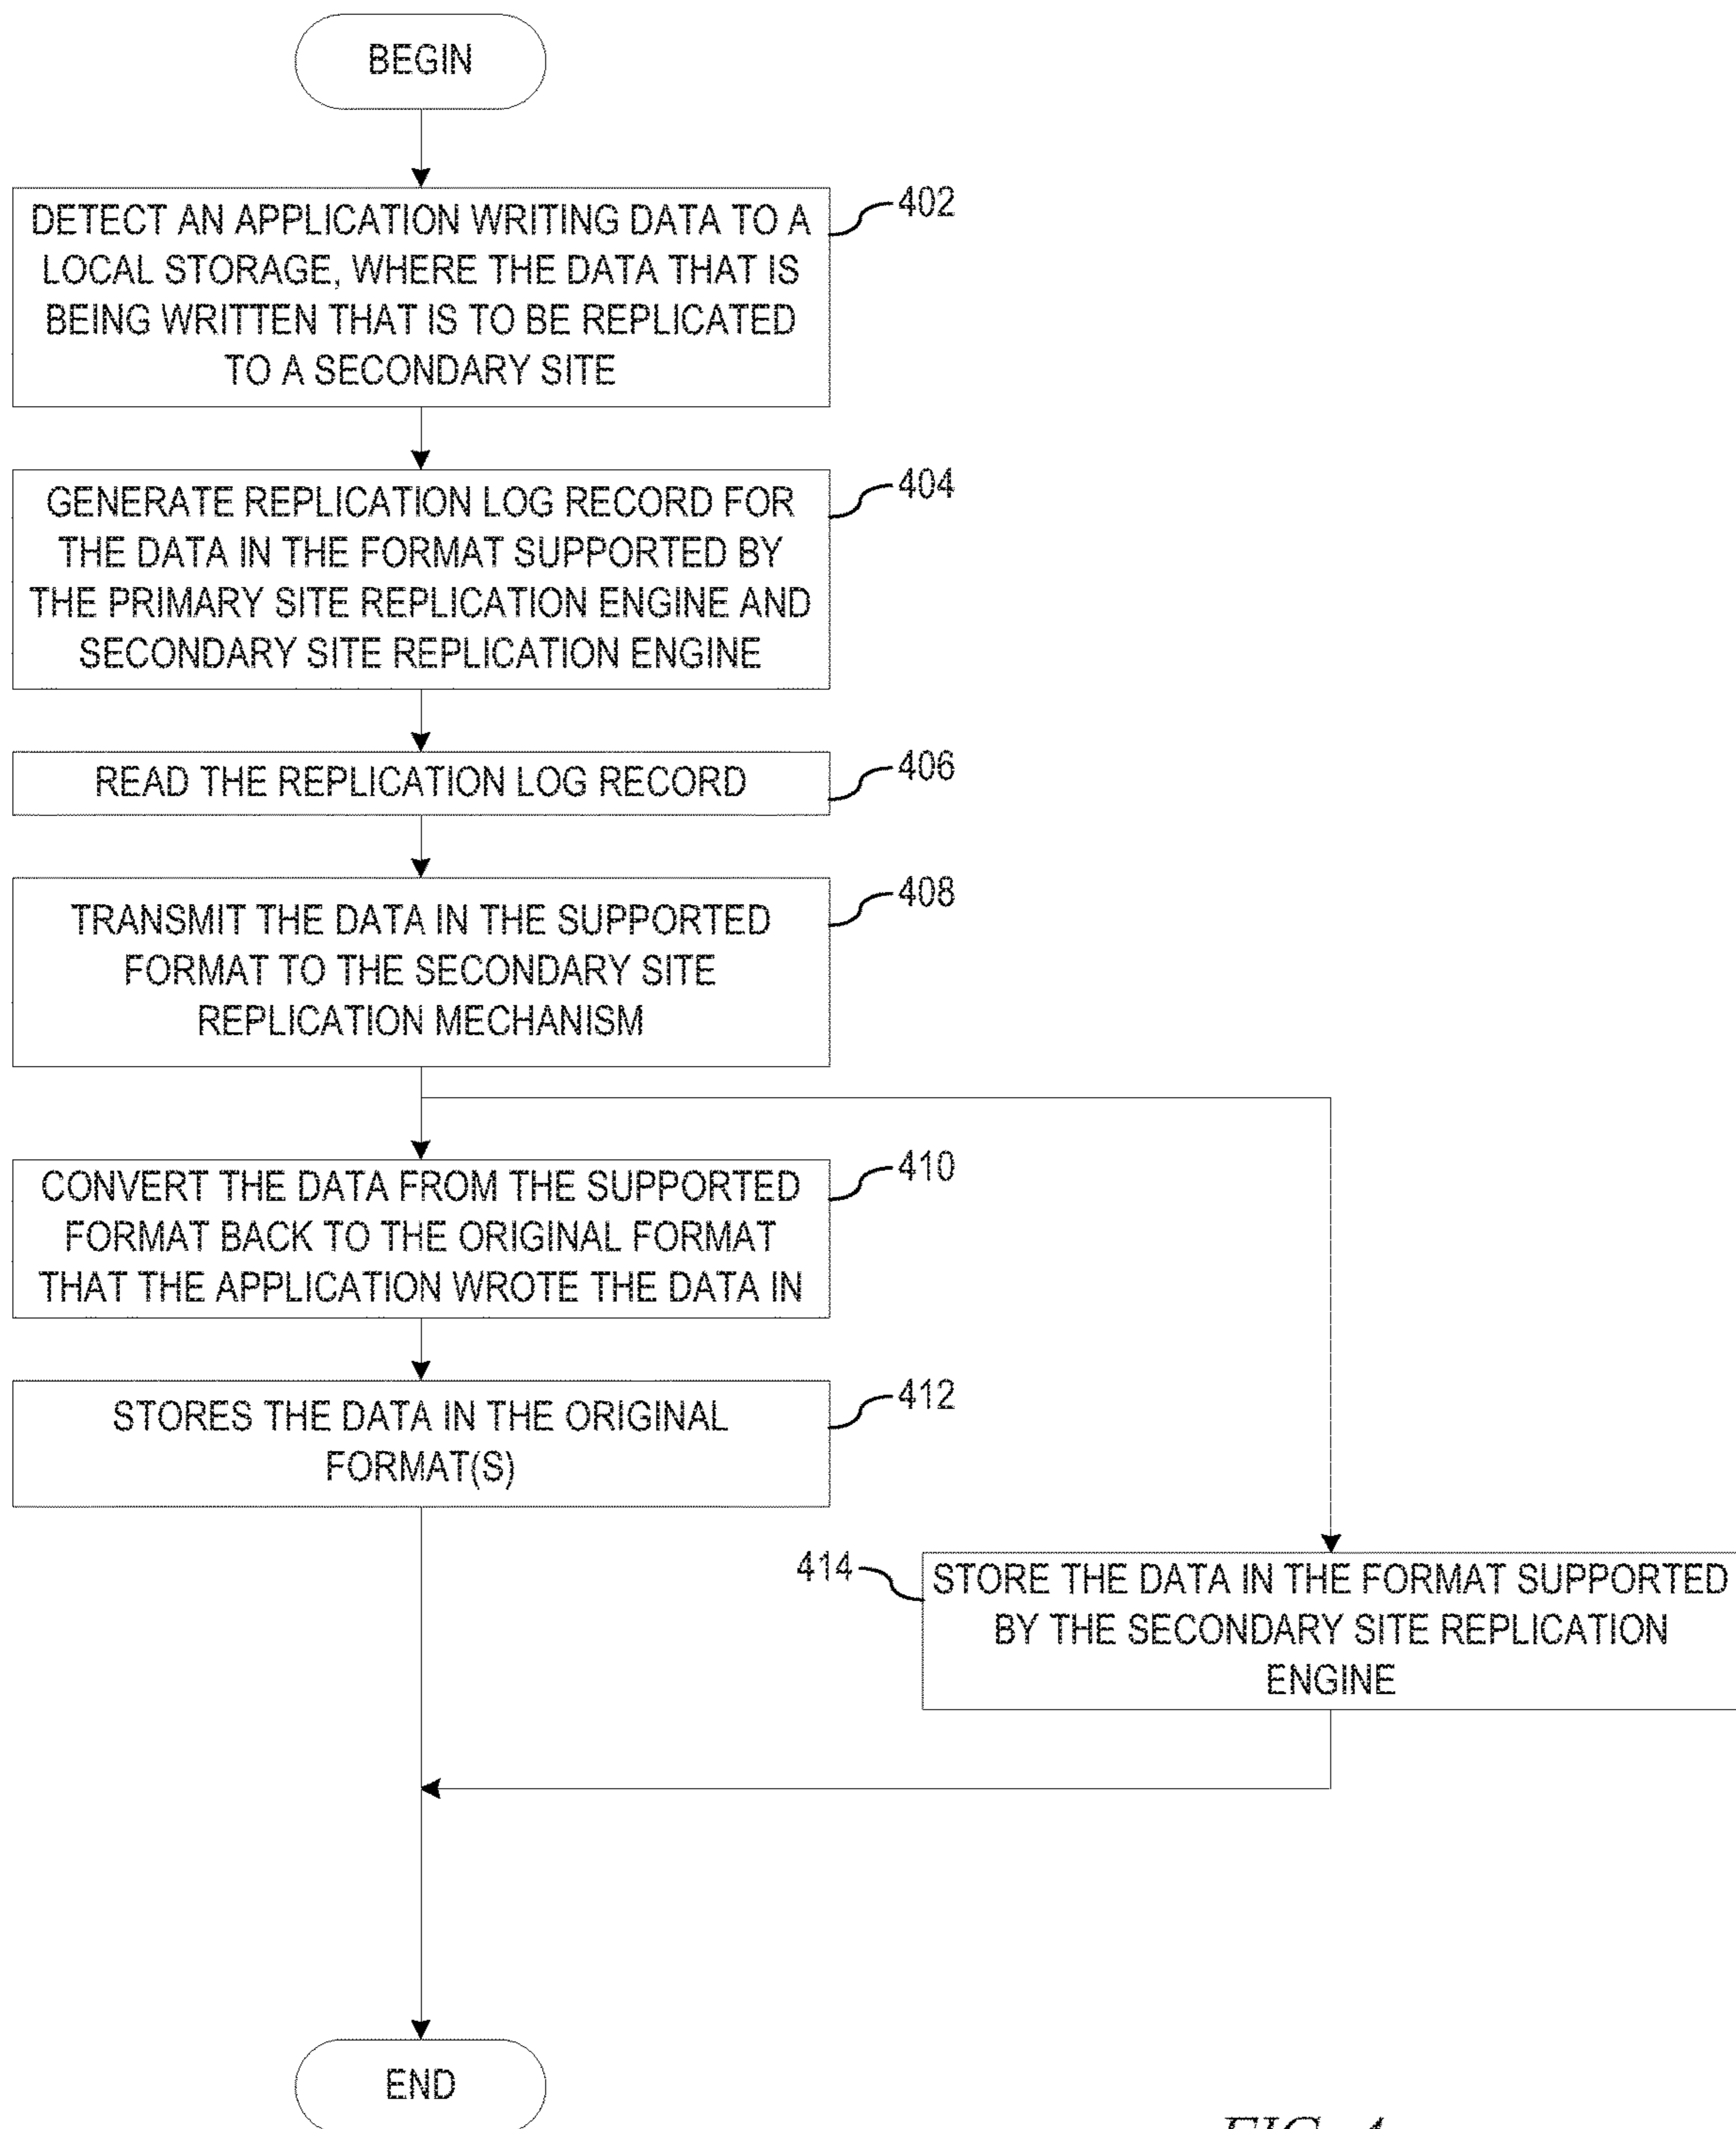 BEGIN
DETECT AN APPLICATION WRITING DATA TO A
LOCAL STORAGE, WHERE THE DATA THAT IS
BEING WRITTEN THAT IS TO BE REPLICATED
TO A SECONDARY SITE
402
GENERATE REPLICATION LOG RECORD FOR
THE DATA IN THE FORMAT SUPPORTED BY
THE PRIMARY SITE REPLICATION ENGINE AND
SECONDARY SITE REPLICATION ENGINE
404
READ THE REPLICATION LOG RECORD
406
TRANSMIT THE DATA IN THE SUPPORTED
FORMAT TO THE SECONDARY SITE
REPLICATION MECHANISM
408
CONVERT THE DATA FROM THE SUPPORTED
FORMAT BACK TO THE ORIGINAL FORMAT
THAT THE APPLICATION WROTE THE DATA IN
410
STORES THE DATA IN THE ORIGINAL
FORMAT(S)
412
414
STORE THE DATA IN THE FORMAT SUPPORTED
BY THE SECONDARY SITE REPLICATION
ENGINE
END
FIG. 4